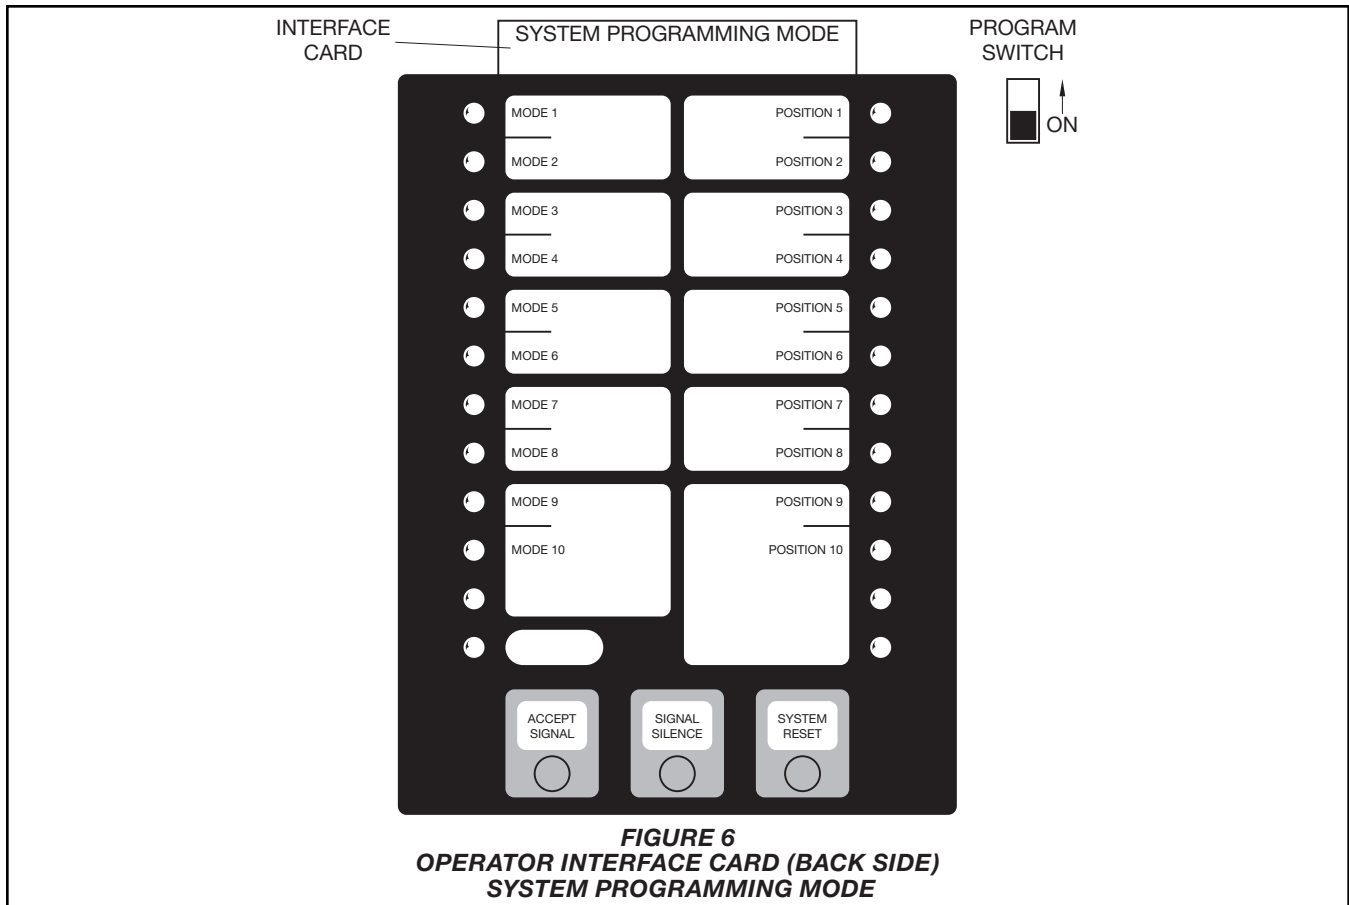 INTERFACE
CARD
SYSTEM PROGRAMMING MODE
PROGRAM
SWITCH
ON
MODE 1
POSITION 1
MODE 2
POSITION 2
MODE 3
POSITION 3
MODE 4
POSITION 4
MODE 5
POSITION 5
MODE 6
POSITION 6
MODE 7
POSITION 7
MODE 8
POSITION 8
MODE 9
POSITION 9
MODE 10
POSITION 10
ACCEPT
SIGNAL
SIGNAL
SILENCE
SYSTEM
RESET
FIGURE 6
OPERATOR INTERFACE CARD (BACK SIDE)
SYSTEM PROGRAMMING MODE